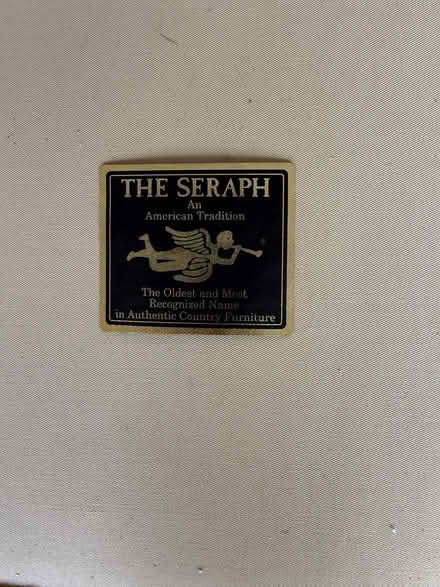 THE SERAPH
An
American Tradition
The Oldest and Most
Recognized Name
in Authentic Country Furniture